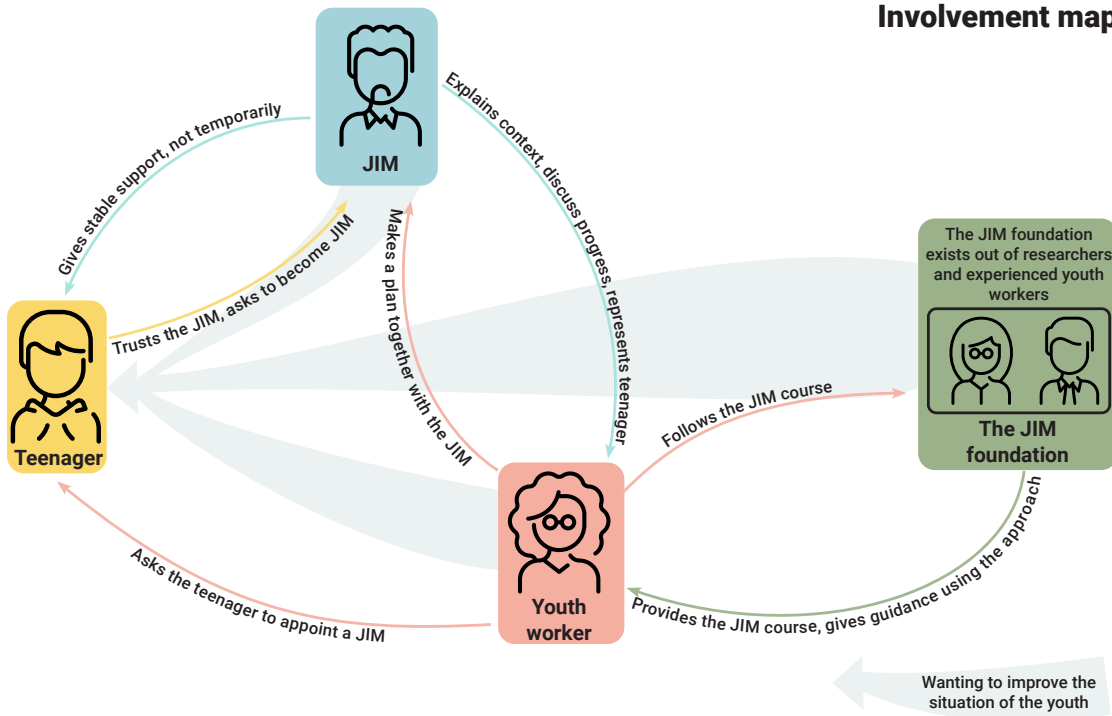 Involvement map
JIM
Gives stable support, not temporarily
Explains context, discuss progress, represents teenager
Trusts the JIM, asks to become JIM
Makes a plan together with the JIM
The JIM foundation
exists out of researchers
and experienced youth
workers
The JIM
foundation
Teenager
Follows the JIM course
Youth
worker
Asks the teenager to appoint a JIM
Provides the JIM course, gives guidance using the approach
Wanting to improve the
situation of the youth